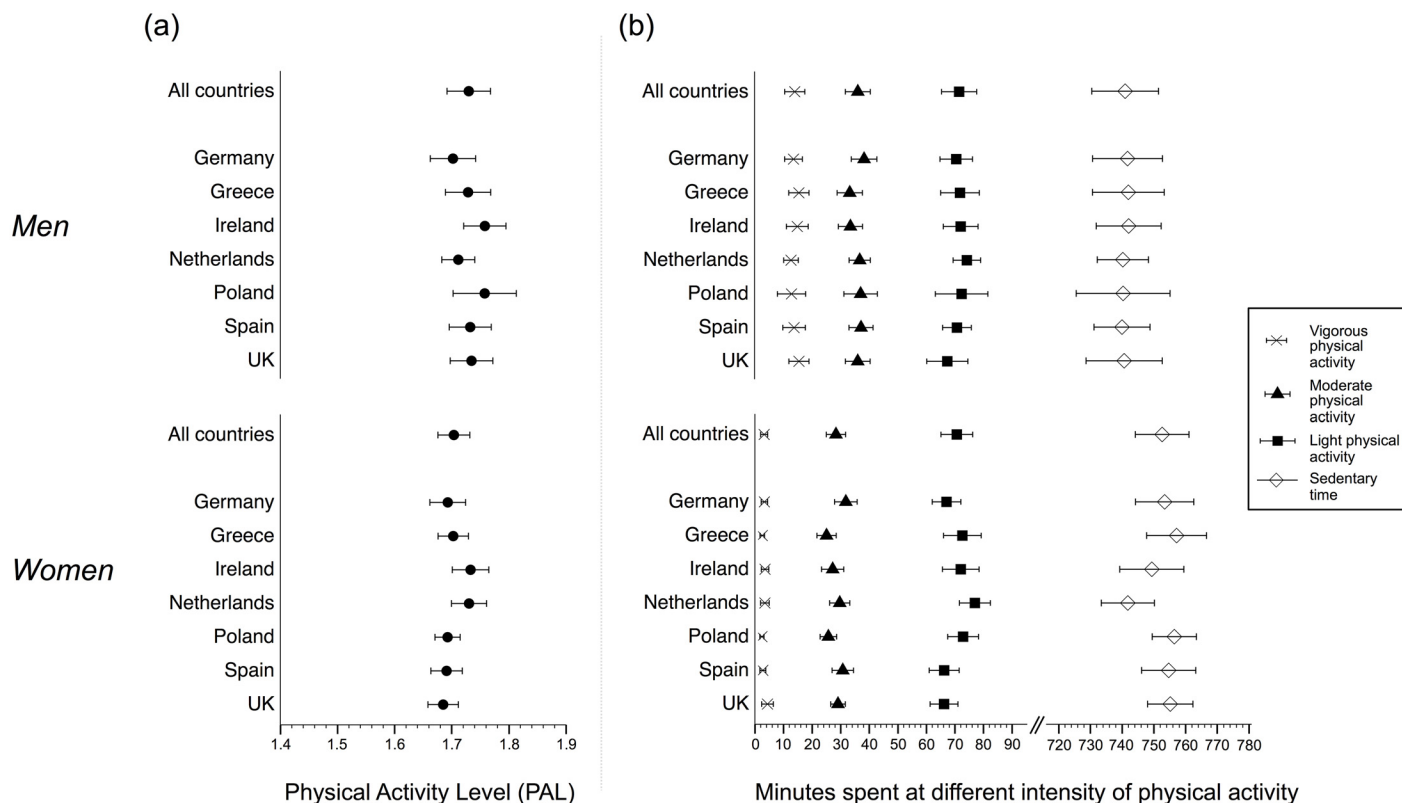 (a)
(b)
Men
All countries
Germany
Greece
Ireland
Netherlands
Poland
Spain
UK
Women
All countries
Germany
Greece
Ireland
Netherlands
Poland
Spain
UK
1.4 1.5 1.6 1.7 1.8 1.9
Physical Activity Level (PAL)
All countries
Germany
Greece
Ireland
Netherlands
Poland
Spain
UK
All countries
Germany
Greece
Ireland
Netherlands
Poland
Spain
UK
0 10 20 30 40 50 60 70 80 90 // 720 730 740 750 760 770 780
Minutes spent at different intensity of physical activity
Vigorous
physical
activity
Moderate
physical
activity
Light physical
activity
Sedentary
time